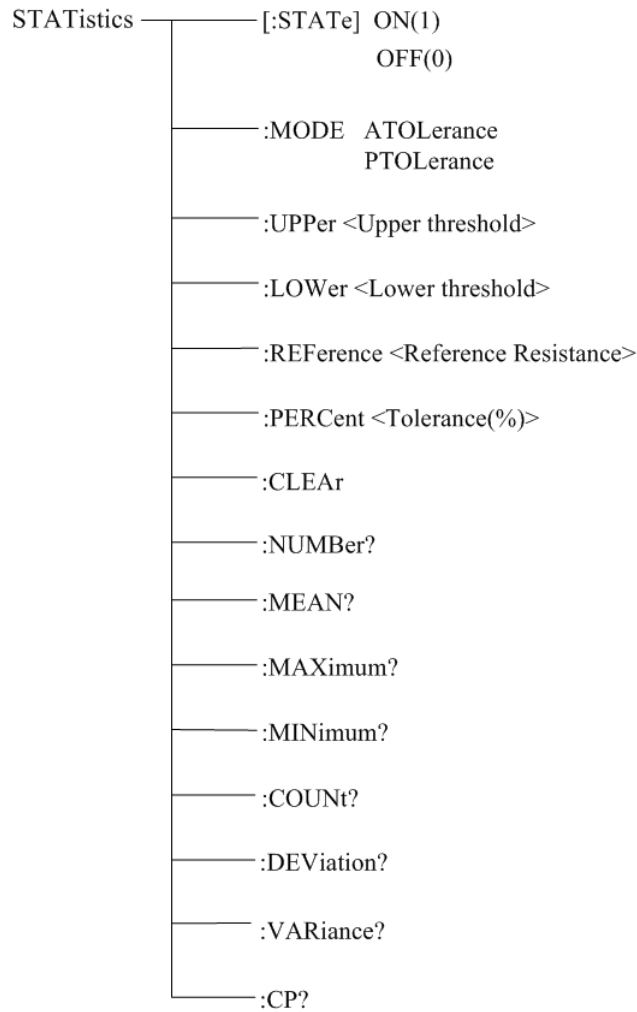 STATistics [:STATe] ON(1)
OFF(0)
:MODE ATOLerance
PTOLerance
:UPPer <Upper threshold>
:LOWer <Lower threshold>
:REFerence <Reference Resistance>
:PERCent <Tolerance(%)>
:CLEAr
:NUMBer?
:MEAN?
:MAXimum?
:MINimum?
:COUNt?
:DEViation?
:VARiance?
:CP?